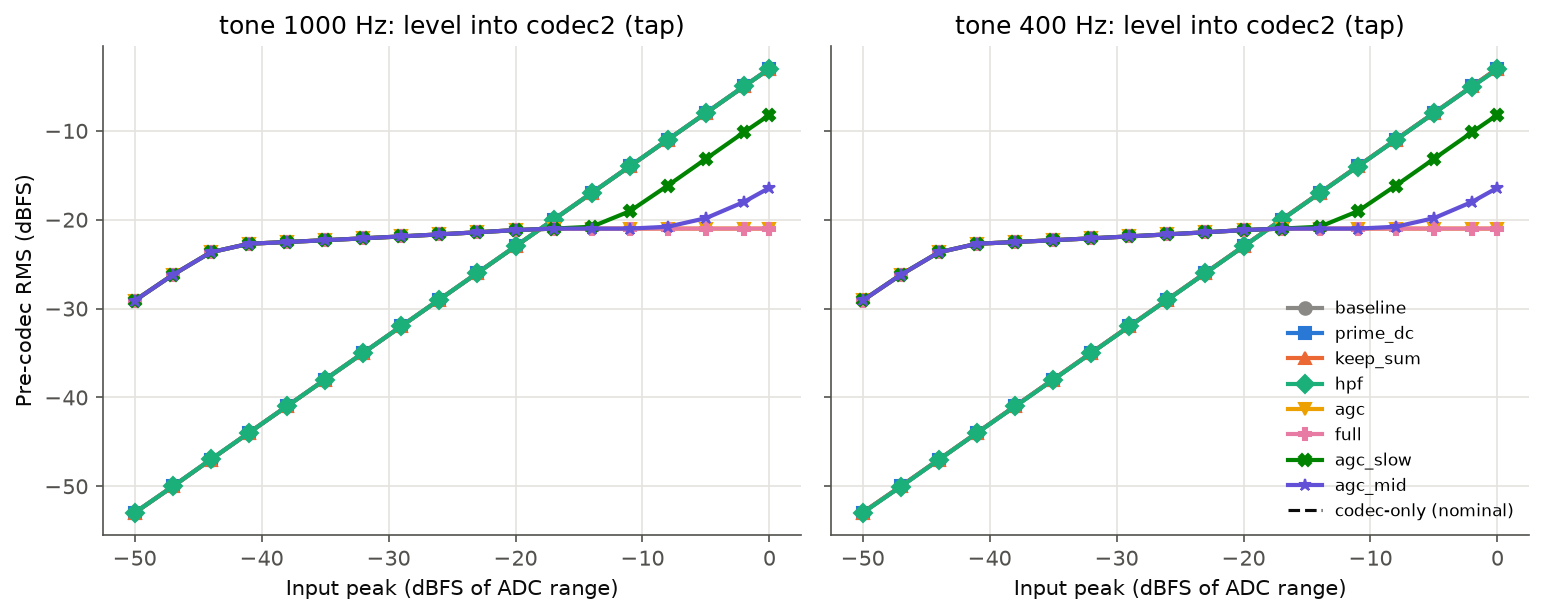 tone 1000 Hz: level into codec2 (tap)
tone 400 Hz: level into codec2 (tap)
Pre-codec RMS (dBFS)
−10
−20
−30
−40
−50
−50
−40
−30
−20
−10
0
Input peak (dBFS of ADC range)
−50
−40
−30
−20
−10
0
Input peak (dBFS of ADC range)
baseline
prime_dc
keep_sum
hpf
agc
full
agc_slow
agc_mid
codec-only (nominal)